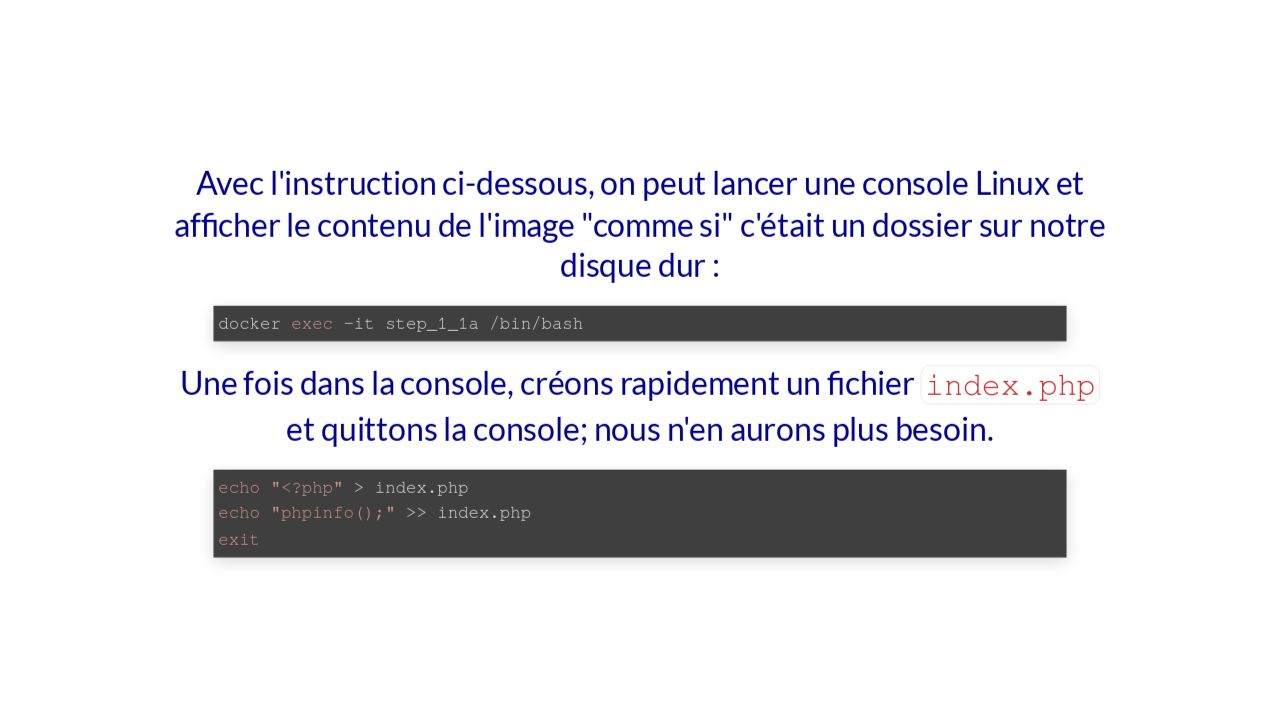 Avec l'instruction ci-dessous, on peut lancer une console Linux et
afficher le contenu de l'image "comme si" c'était un dossier sur notre
disque dur :
docker exec -it step_1_1a /bin/bash
Une fois dans la console, créons rapidement un fichier index.php
et quittons la console; nous n'en aurons plus besoin.
echo "<?php" > index.php
echo "phpinfo();" >> index.php
exit